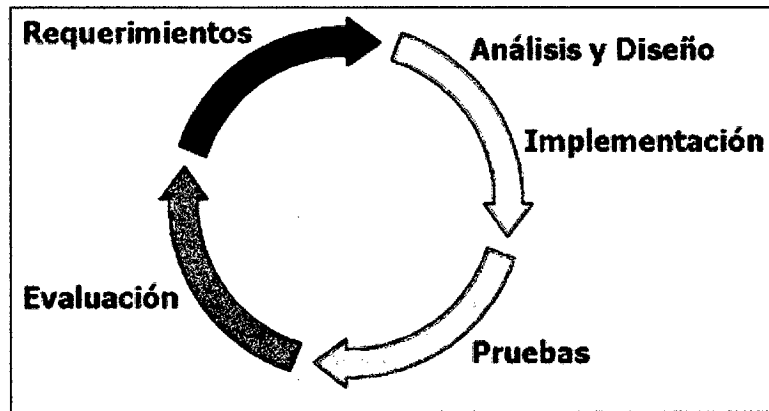 Requerimientos
Análisis y Diseño
Implementación
Pruebas
Evaluación